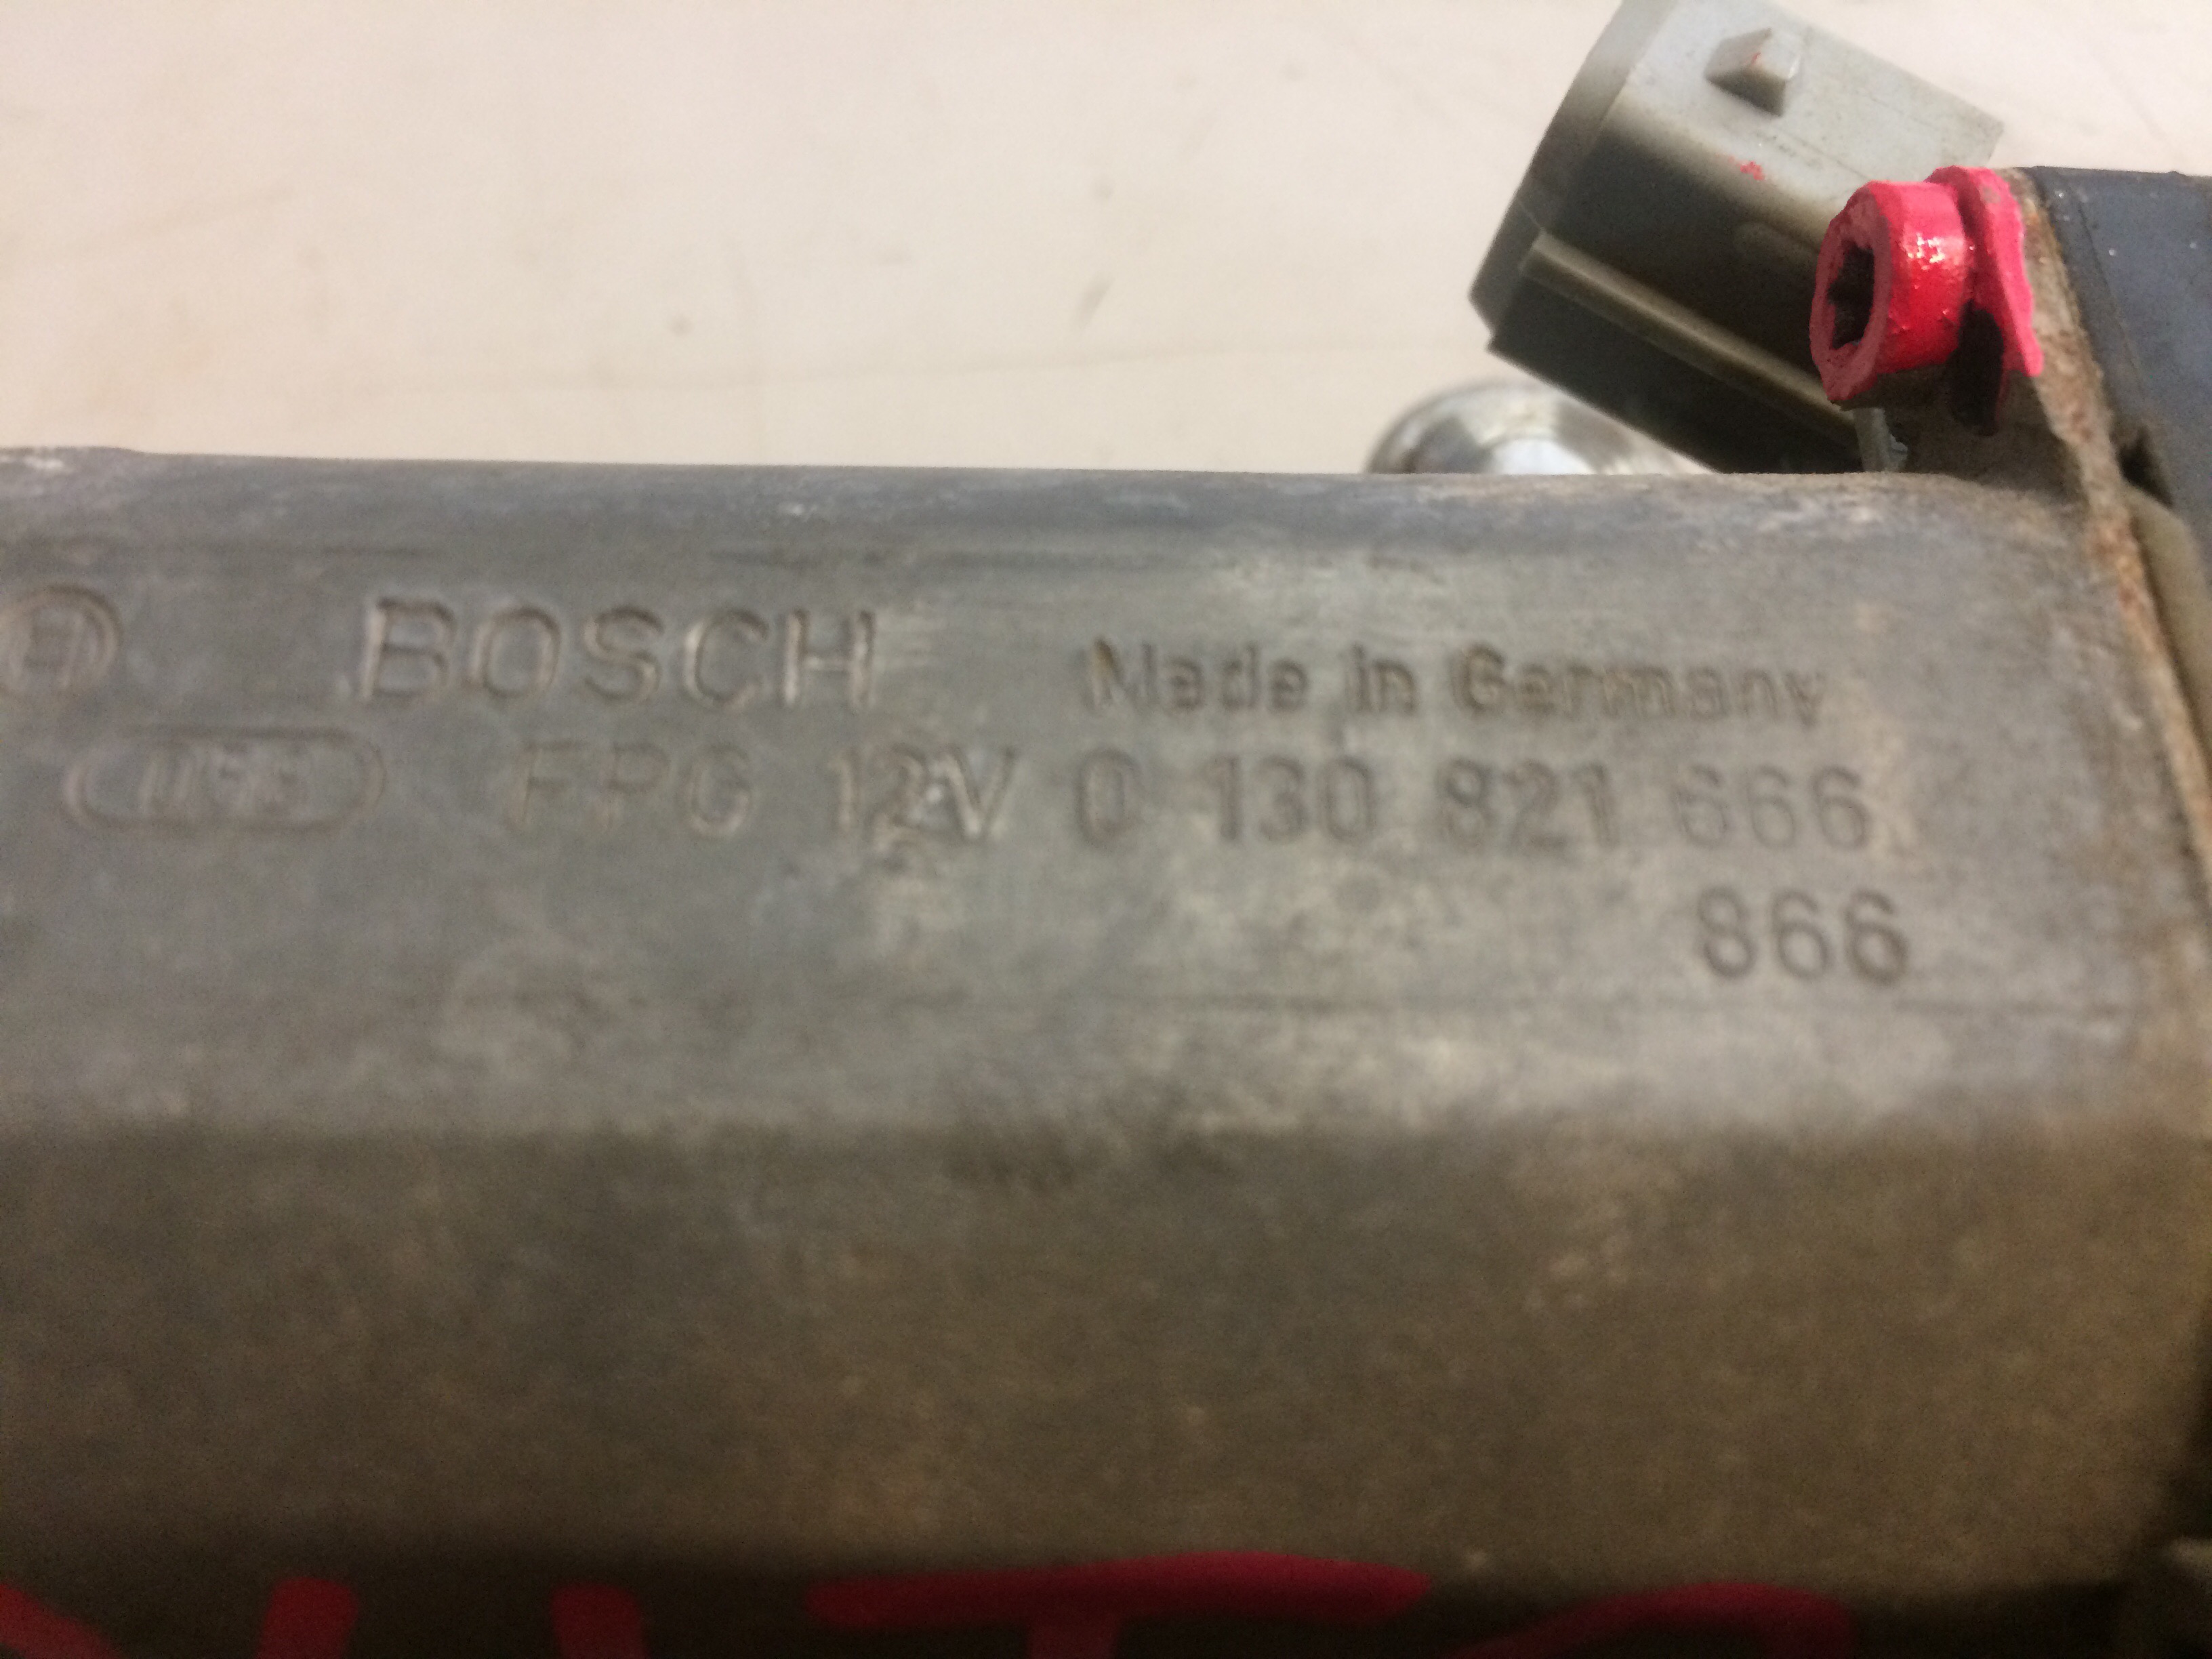 BOSCH Made in Germany
FPG 12V 0 130 821 666
866